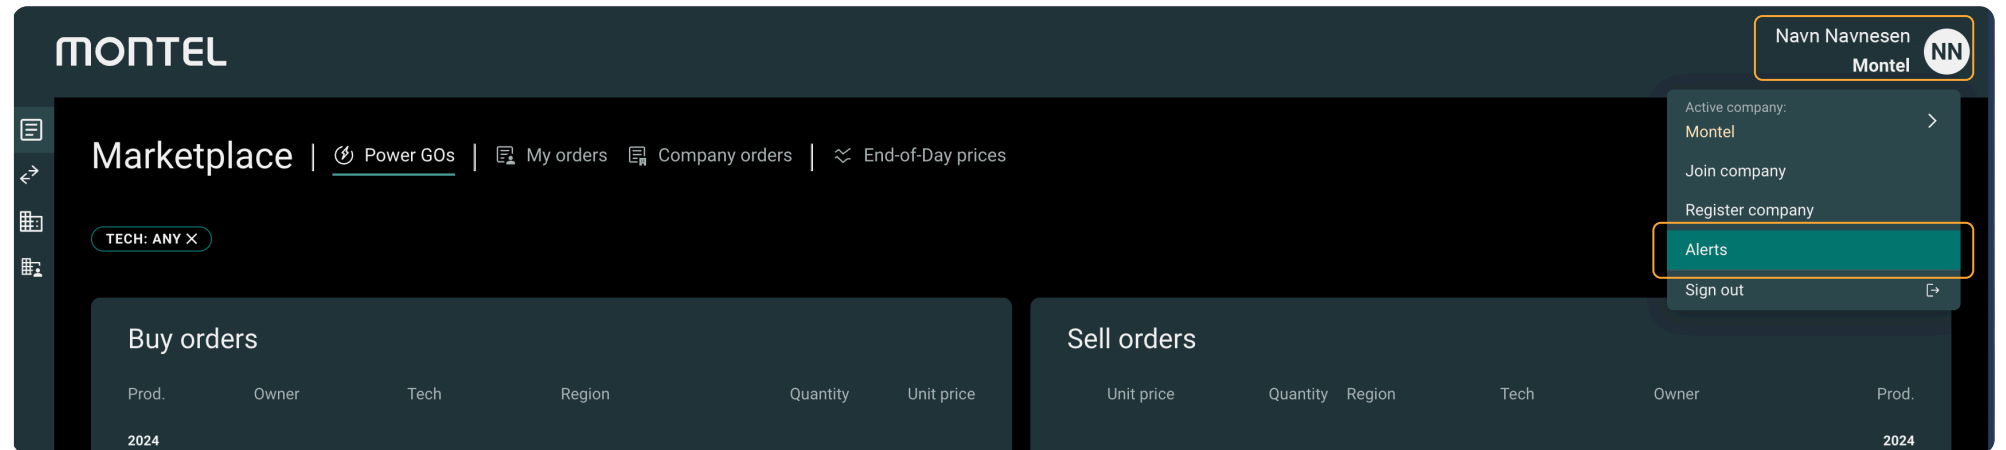 MONTEL
Navn Navnesen
Montel
NN
Active company:
Montel
Join company
Register company
Alerts
Sign out
Marketplace | Power GOs | My orders Company orders | End-of-Day prices
TECH: ANY
Buy orders
Prod. Owner Tech Region Quantity Unit price
2024
Sell orders
Unit price Quantity Region Tech Owner Prod.
2024